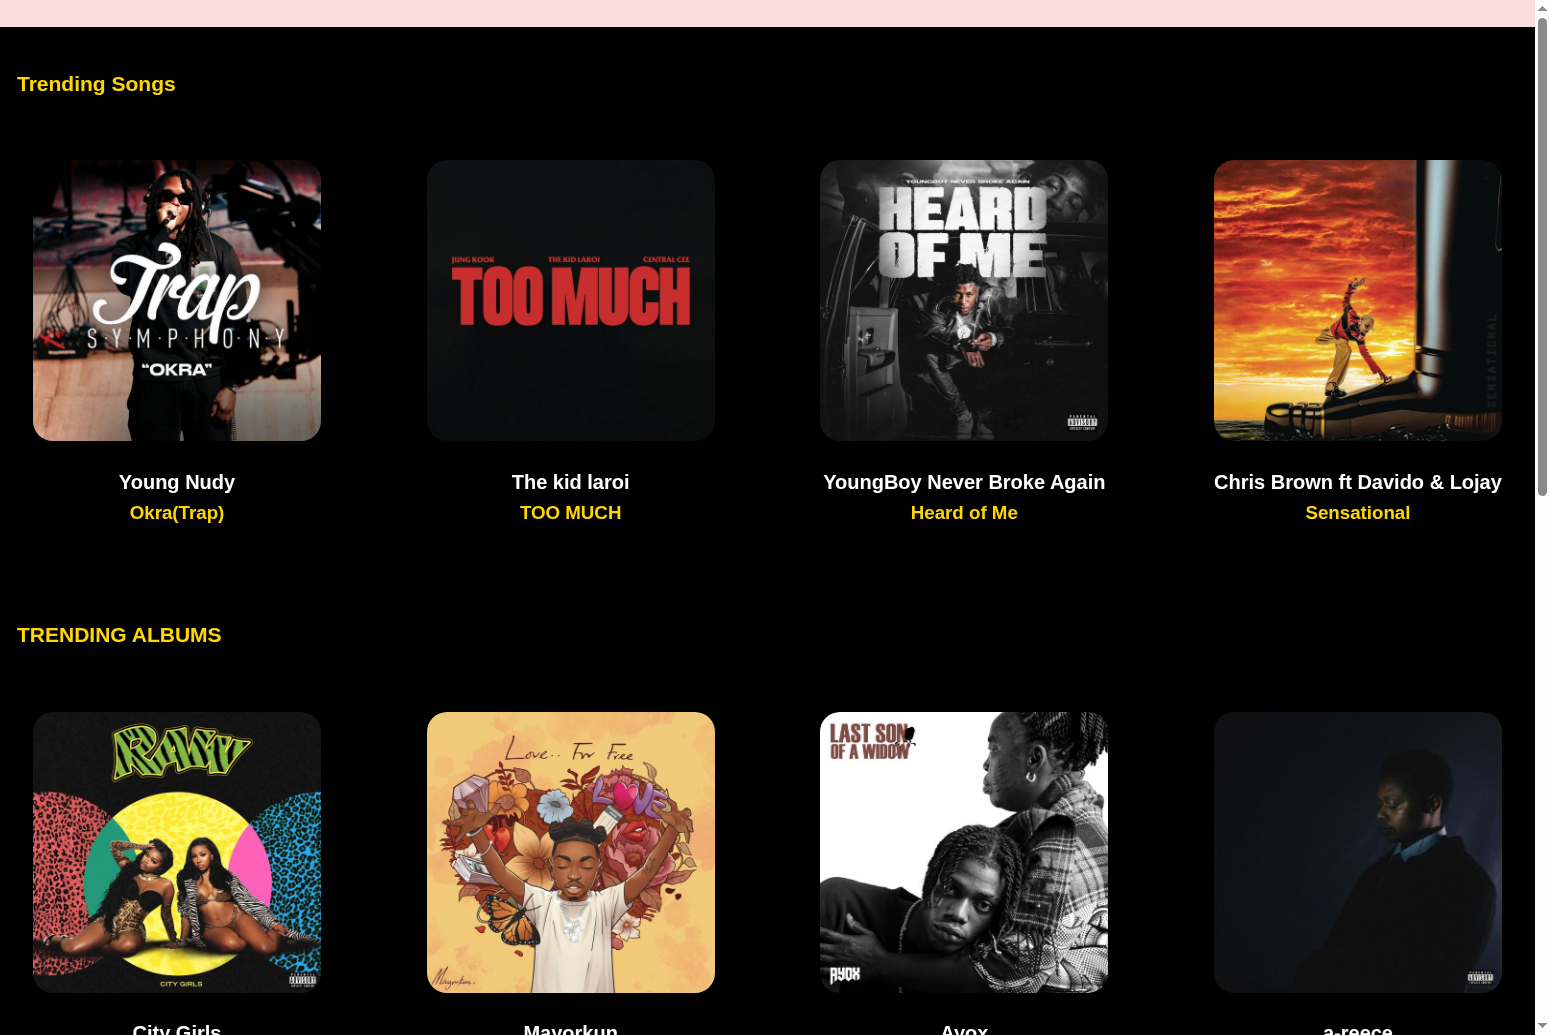 Trending Songs
Trap
S·Y·M·P·H·O·N·Y
“OKRA”
JUNG KOOK THE KID LAROI CENTRAL CEE
TOO MUCH
YOUNGBOY NEVER BROKE AGAIN
HEARD
OF ME
PARENTAL
ADVISORY
EXPLICIT CONTENT
SENSATIONAL
Young Nudy
Okra(Trap)
The kid laroi
TOO MUCH
YoungBoy Never Broke Again
Heard of Me
Chris Brown ft Davido & Lojay
Sensational
TRENDING ALBUMS
RAW
CITY GIRLS
PARENTAL
ADVISORY
EXPLICIT CONTENT
Love.. For Free
LOVE
Mayorkun.
LAST SON
OF A WIDOW
AYOX
PARENTAL
ADVISORY
EXPLICIT CONTENT
City Girls
Mayorkun
Ayox
a-reece